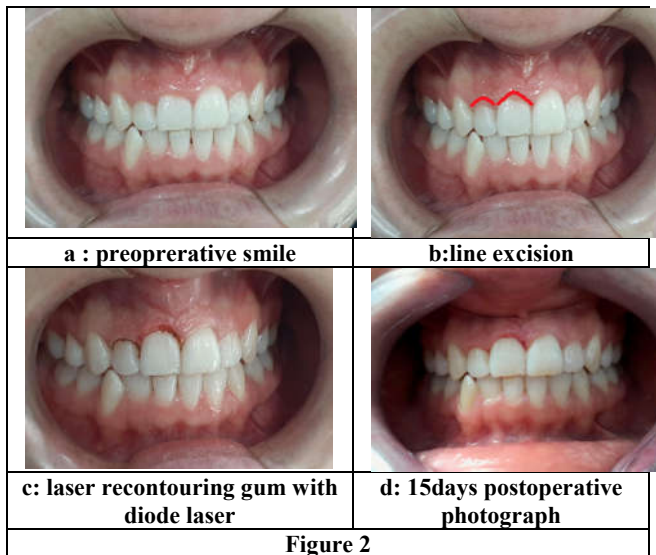 a : preoprerative smile
b:line excision
c: laser recontouring gum with
diode laser
d: 15days postoperative
photograph
Figure 2